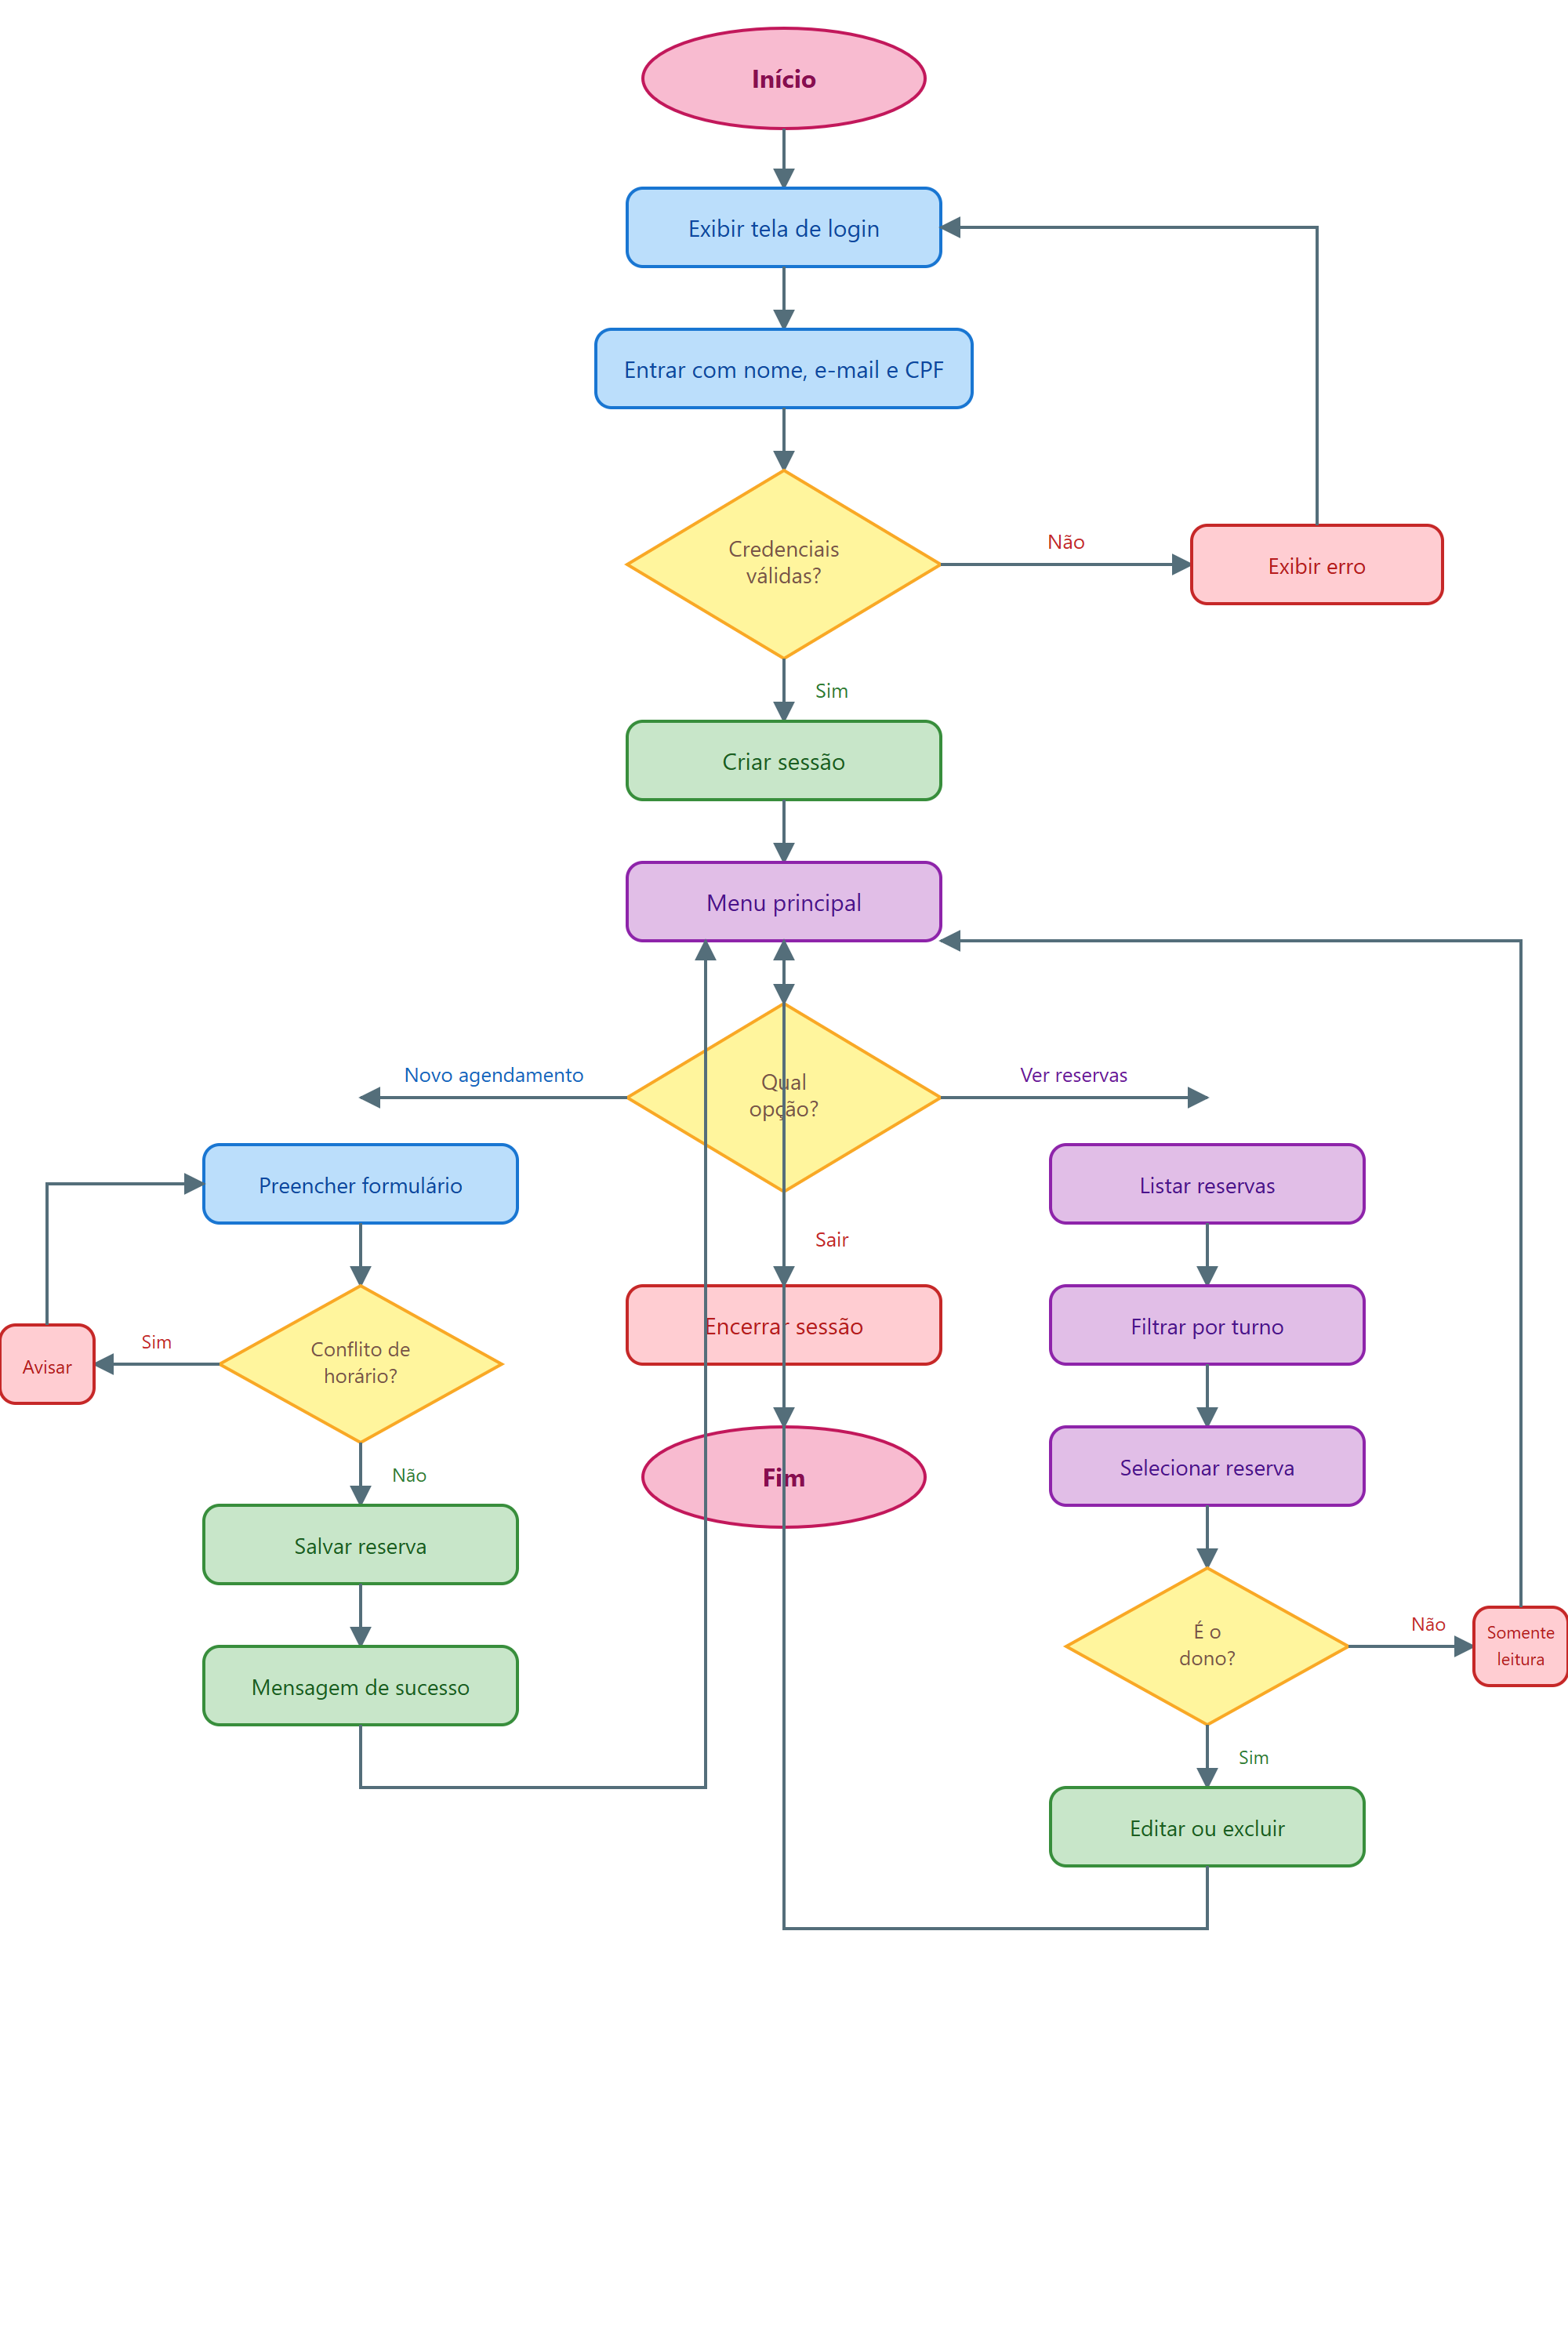 Início
Exibir tela de login
Entrar com nome, e-mail e CPF
Credenciais
válidas?
Não
Exibir erro
Sim
Criar sessão
Menu principal
Qual
opção?
Novo agendamento
Ver reservas
Sair
Preencher formulário
Conflito de
horário?
Sim
Avisar
Não
Salvar reserva
Mensagem de sucesso
Encerrar sessão
Fim
Listar reservas
Filtrar por turno
Selecionar reserva
É o
dono?
Não
Somente
leitura
Sim
Editar ou excluir